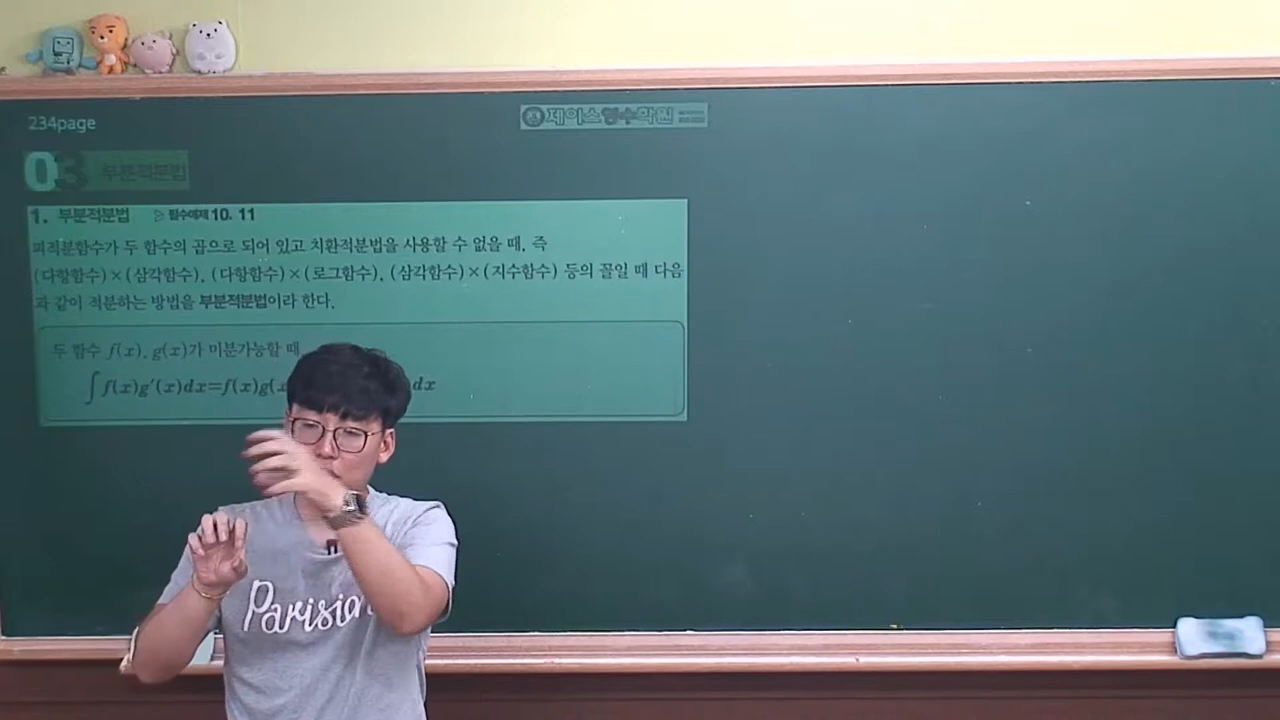 234page
제이스영수학원
03 부분적분법
1. 부분적분법 ▷ 필수예제 10, 11
피적분함수가 두 함수의 곱으로 되어 있고 치환적분법을 사용할 수 없을 때, 즉
(다항함수)×(삼각함수), (다항함수)×(로그함수), (삼각함수)×(지수함수) 등의 꼴일 때 다음
과 같이 적분하는 방법을 부분적분법이라 한다.
두 함수 f(x), g(x)가 미분가능할 때
∫f(x)g′(x)dx=f(x)g(x dx
Parisian